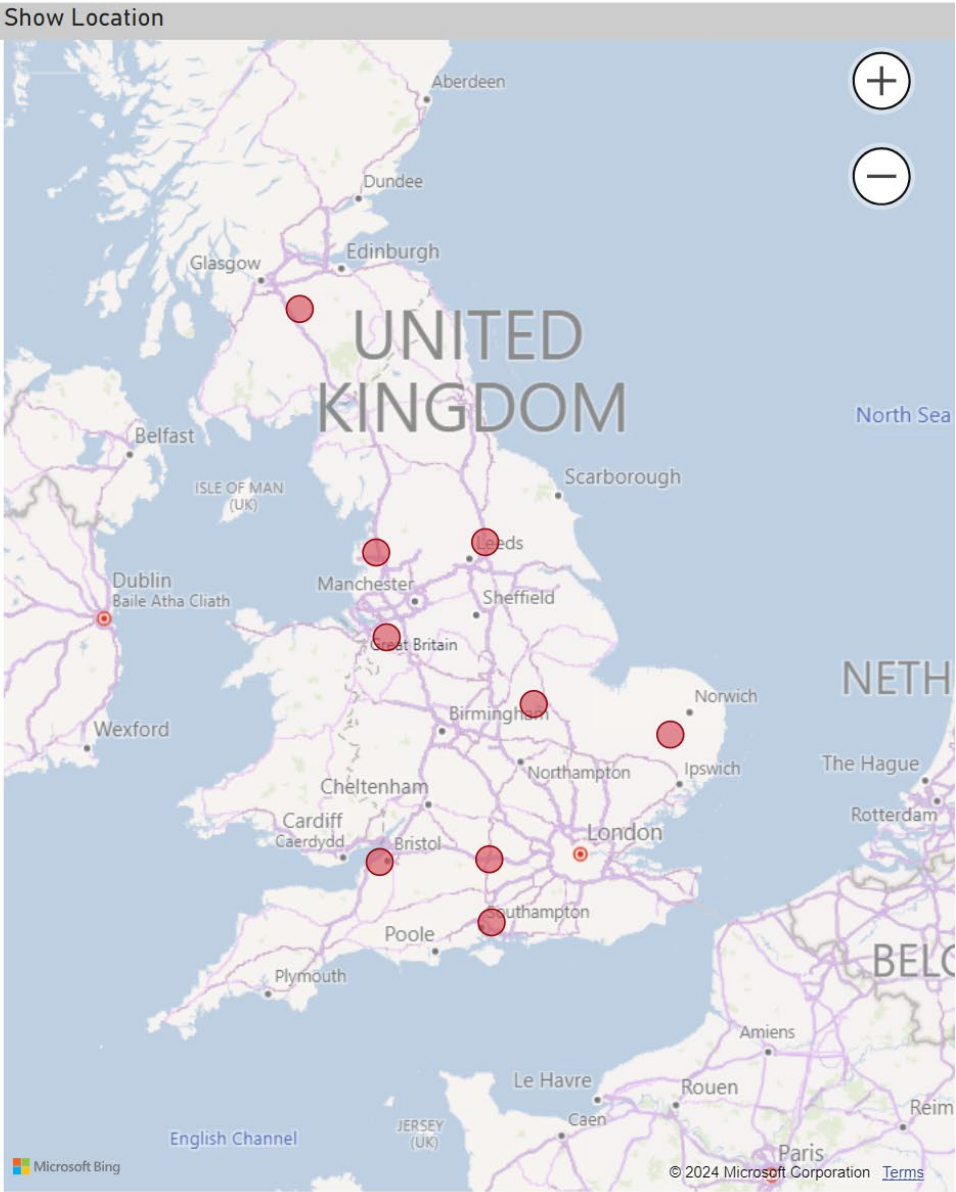 Show Location
Aberdeen
Dundee
Edinburgh
Glasgow
UNITED
KINGDOM
North Sea
Belfast
Scarborough
ISLE OF MAN
(UK)
Leeds
Dublin
Baile Atha Cliath
Manchester
Sheffield
Great Britain
NETH
Norwich
Birmingham
Wexford
The Hague
Northampton
Ipswich
Cheltenham
Rotterdam
Cardiff
Caerdydd
Bristol
London
Southampton
Poole
BELG
Plymouth
Amiens
Le Havre
Rouen
Caen
Reim
JERSEY
(UK)
English Channel
Paris
Microsoft Bing
© 2024 Microsoft Corporation Terms